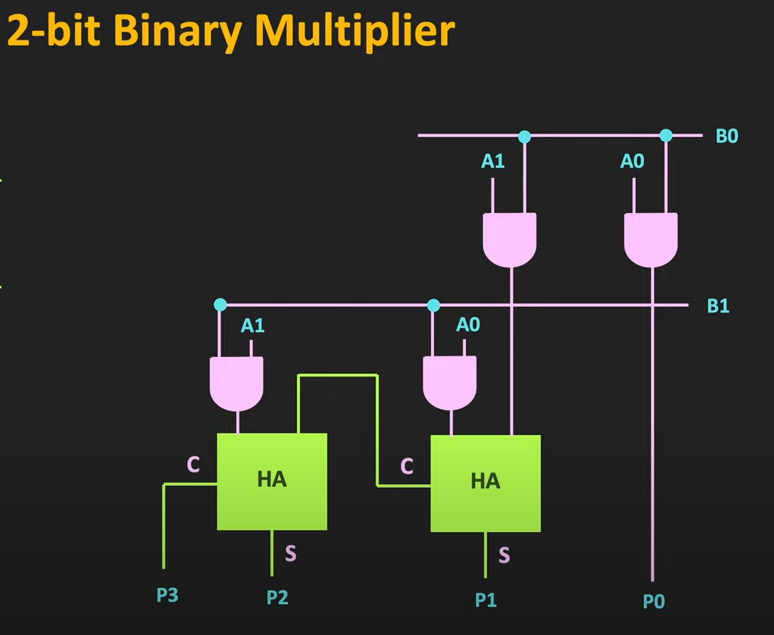 2-bit Binary Multiplier
B0
A1
A0
B1
A1
A0
C
HA
C
HA
S
S
P3
P2
P1
P0